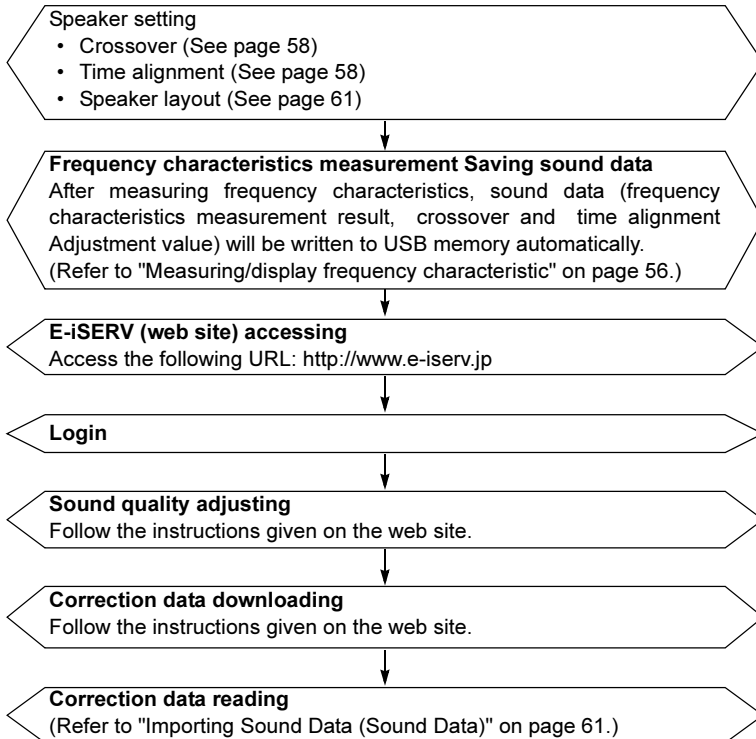 Speaker setting
• Crossover (See page 58)
• Time alignment (See page 58)
• Speaker layout (See page 61)
Frequency characteristics measurement Saving sound data
After measuring frequency characteristics, sound data (frequency
characteristics measurement result, crossover and time alignment
Adjustment value) will be written to USB memory automatically.
(Refer to "Measuring/display frequency characteristic" on page 56.)
E-iSERV (web site) accessing
Access the following URL: http://www.e-iserv.jp
Login
Sound quality adjusting
Follow the instructions given on the web site.
Correction data downloading
Follow the instructions given on the web site.
Correction data reading
(Refer to "Importing Sound Data (Sound Data)" on page 61.)